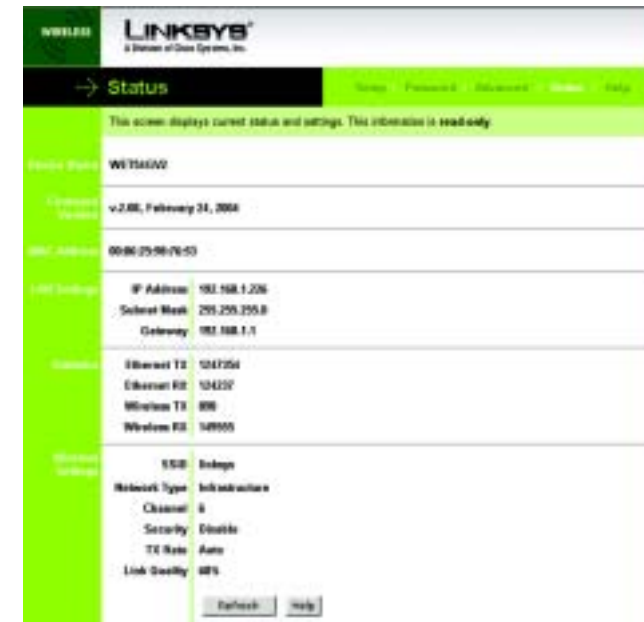 WIRELESS
LINKSYS
A Division of Cisco Systems, Inc.
Status
Setup Password Advanced Status Help
This screen displays current status and settings. This information is read-only.
Device Name WET54GV2
Firmware Version v.2.08, February 24, 2004
MAC Address
LAN Settings IP Address 192.168.1.226
Subnet Mask 255.255.255.0
Gateway 192.168.1.1
Statistics Ethernet TX
Ethernet RX 124237
Wireless TX
Wireless RX
Wireless Settings SSID linksys
Network Type Infrastructure
Channel 6
Security Disable
TX Rate Auto
Link Quality
Refresh Help